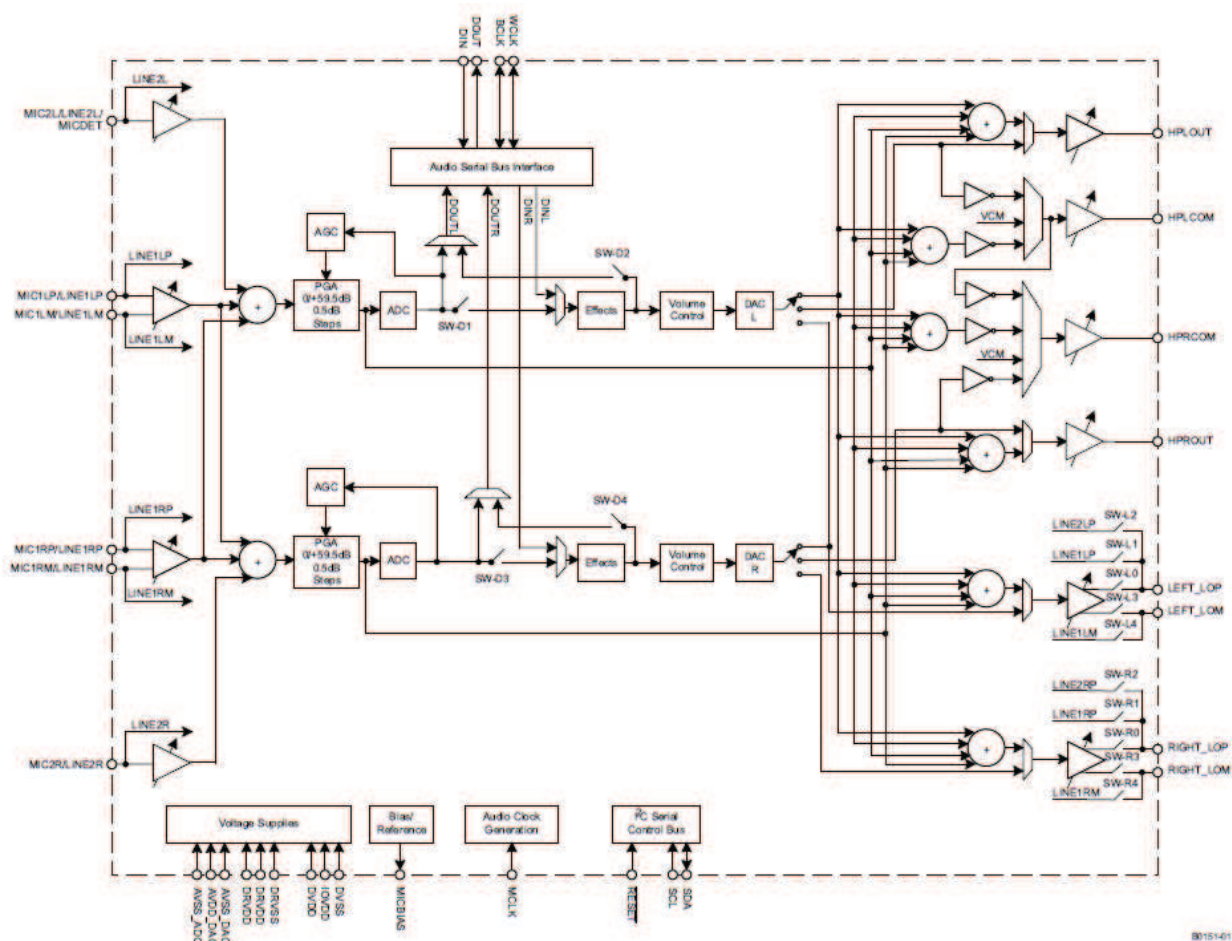 DIN
DOUT
BCLK
WCLK
LINE2L
MIC2L/LINE2L/
MICDET
Audio Serial Bus Interface
DOUTL
DOUTR
DINR
DINL
LINE1LP
MIC1LP/LINE1LP
MIC1LM/LINE1LM
LINE1LM
AGC
PGA
0/+59.5dB
0.5dB
Steps
ADC
SW-D1
SW-D2
Effects
Volume
Control
DAC
L
+
+
+
+
+
VCM
VCM
HPLOUT
HPLCOM
HPRCOM
HPROUT
LINE1RP
MIC1RP/LINE1RP
MIC1RM/LINE1RM
LINE1RM
AGC
PGA
0/+59.5dB
0.5dB
Steps
ADC
SW-D3
SW-D4
Effects
Volume
Control
DAC
R
+
+
LINE2LP
SW-L2
LINE1LP
SW-L1
SW-L0
LEFT_LOP
SW-L3
LEFT_LOM
LINE1LM
SW-L4
LINE2R
MIC2R/LINE2R
+
LINE2RP
SW-R2
LINE1RP
SW-R1
SW-R0
RIGHT_LOP
SW-R3
RIGHT_LOM
LINE1RM
SW-R4
Voltage Supplies
Bias/
Reference
Audio Clock
Generation
I2C Serial
Control Bus
AVSS_ADC
AVDD_DAC
AVSS_DAC
DRVDD
DRVDD
DRVSS
DVDD
IOVDD
DVSS
MICBIAS
MCLK
RESET
SCL
SDA
B0151-01